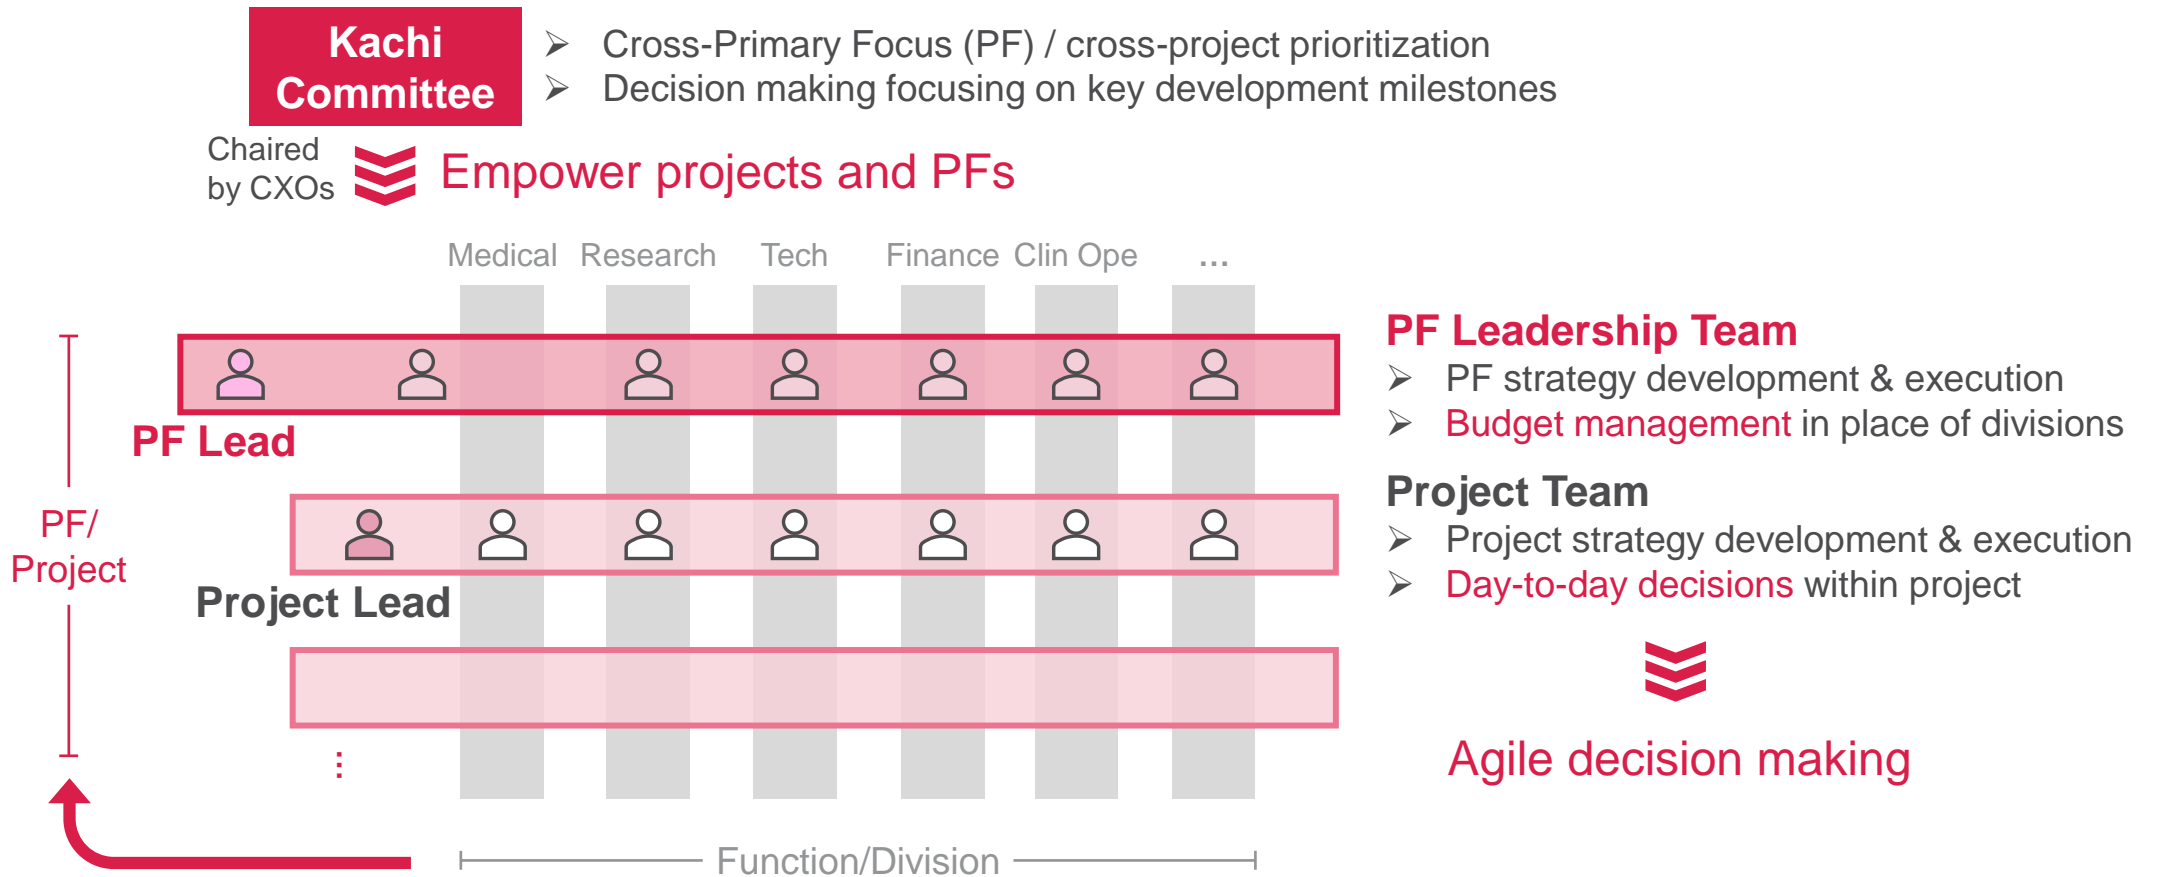 Kachi
Committee
➢ Cross-Primary Focus (PF) / cross-project prioritization
➢ Decision making focusing on key development milestones
Chaired
by CXOs
Empower projects and PFs
Medical Research Tech Finance Clin Ope ...
PF Lead
Project Lead
⋮
PF/
Project
Function/Division
PF Leadership Team
➢ PF strategy development & execution
➢ Budget management in place of divisions
Project Team
➢ Project strategy development & execution
➢ Day-to-day decisions within project
Agile decision making